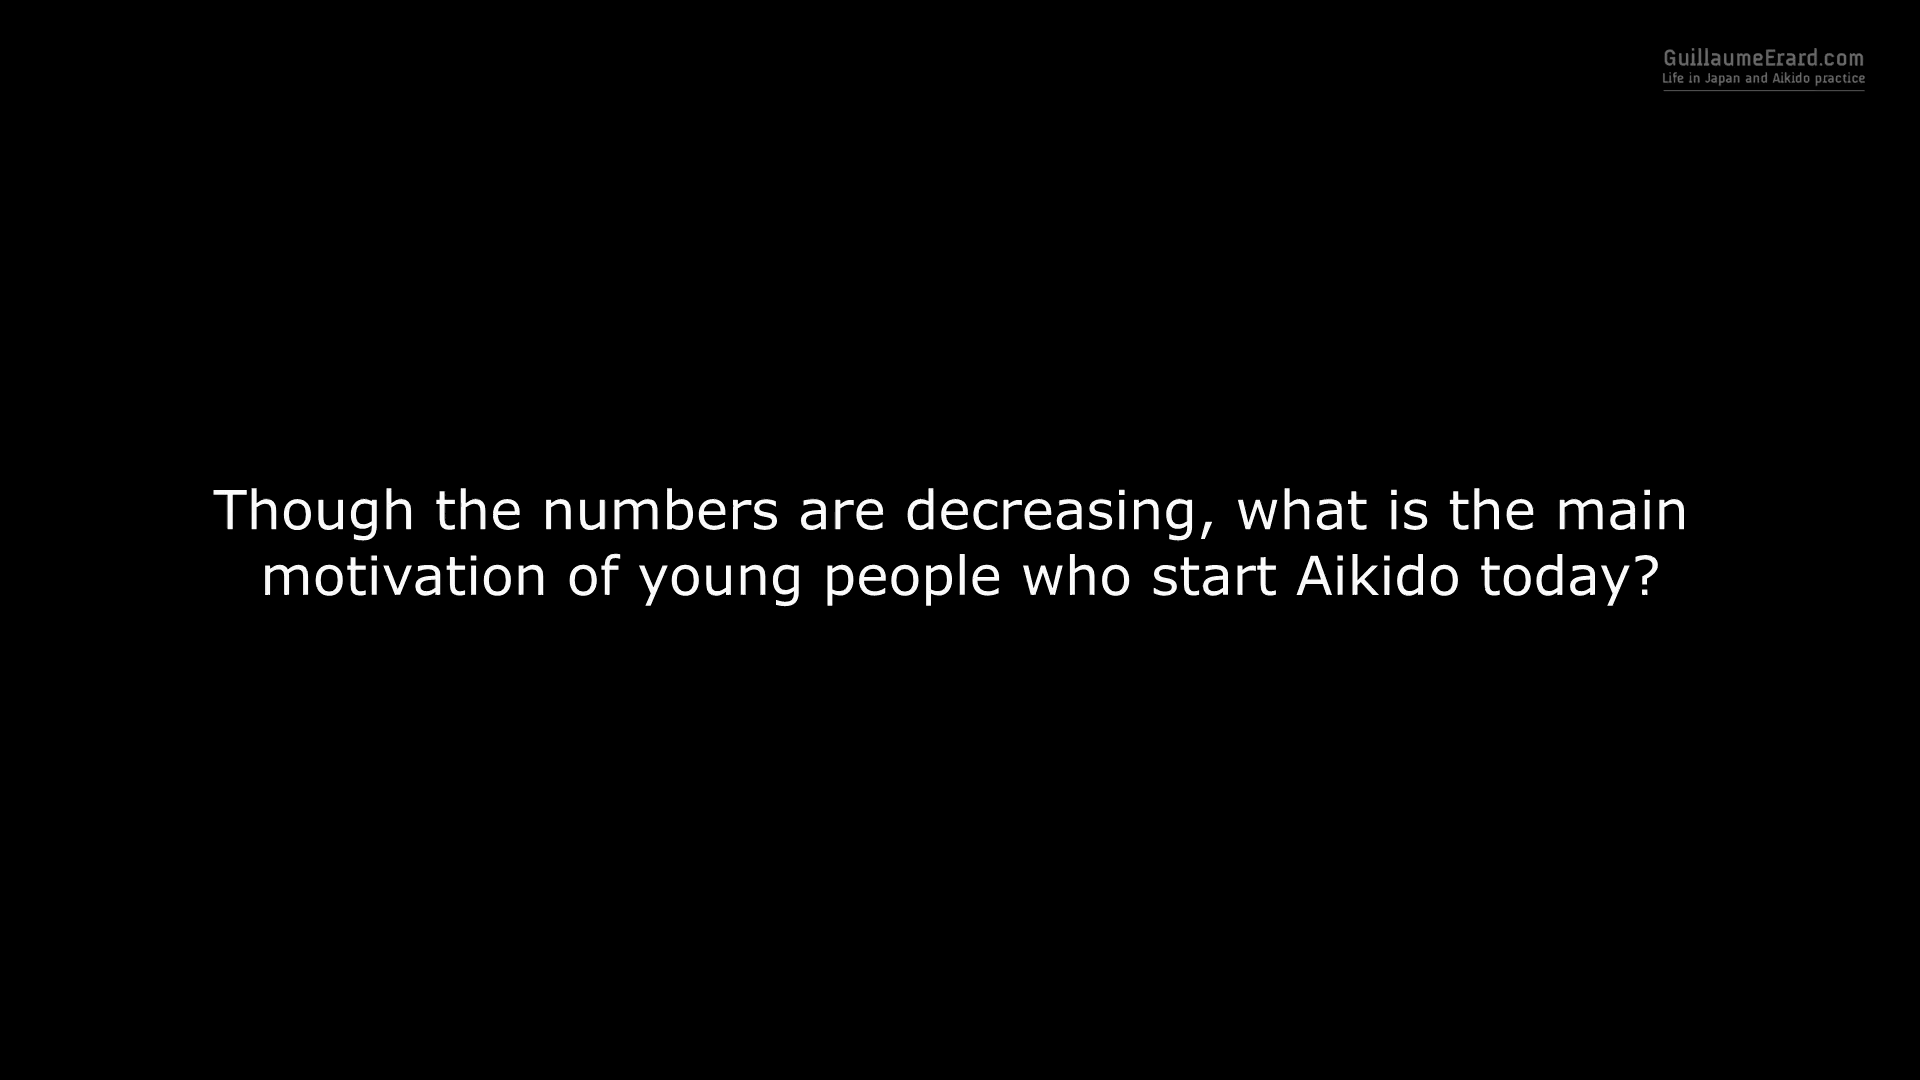 GuillaumeErard.com
Life in Japan and Aikido practice
Though the numbers are decreasing, what is the main
motivation of young people who start Aikido today?